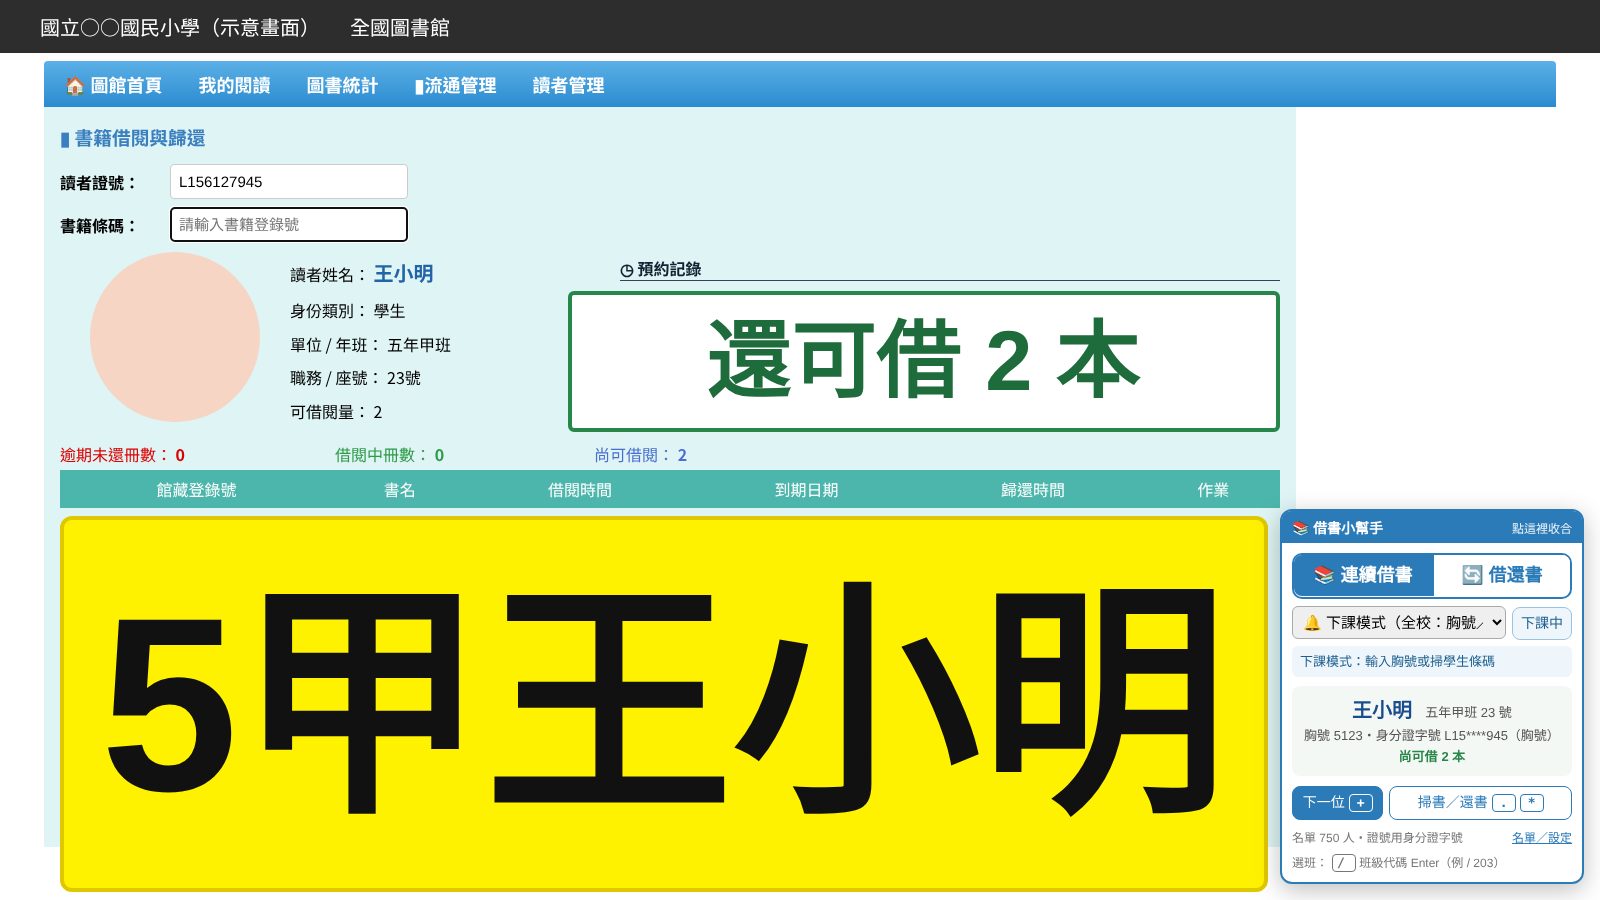 國立○○國民小學（示意畫面） 全國圖書館
🏠 圖館首頁 我的閱讀 圖書統計 ▮流通管理 讀者管理
▮ 書籍借閱與歸還
讀者證號： L156127945
書籍條碼： 請輸入書籍登錄號
讀者姓名： 王小明
身份類別： 學生
單位 / 年班： 五年甲班
職務 / 座號： 23號
可借閱量： 2
◷ 預約記錄
還可借 2 本
逾期未還冊數： 0 借閱中冊數： 0 尚可借閱： 2
館藏登錄號 書名 借閱時間 到期日期 歸還時間 作業
5甲王小明
📚 借書小幫手 點這裡收合
📚 連續借書 🔄 借還書
🔔 下課模式（全校：胸號／ 下課中
下課模式：輸入胸號或掃學生條碼
王小明 五年甲班 23 號
胸號 5123・身分證字號 L15****945（胸號）
尚可借 2 本
下一位 + 掃書／還書 . *
名單 750 人・證號用身分證字號 名單／設定
選班： / 班級代碼 Enter（例 / 203）